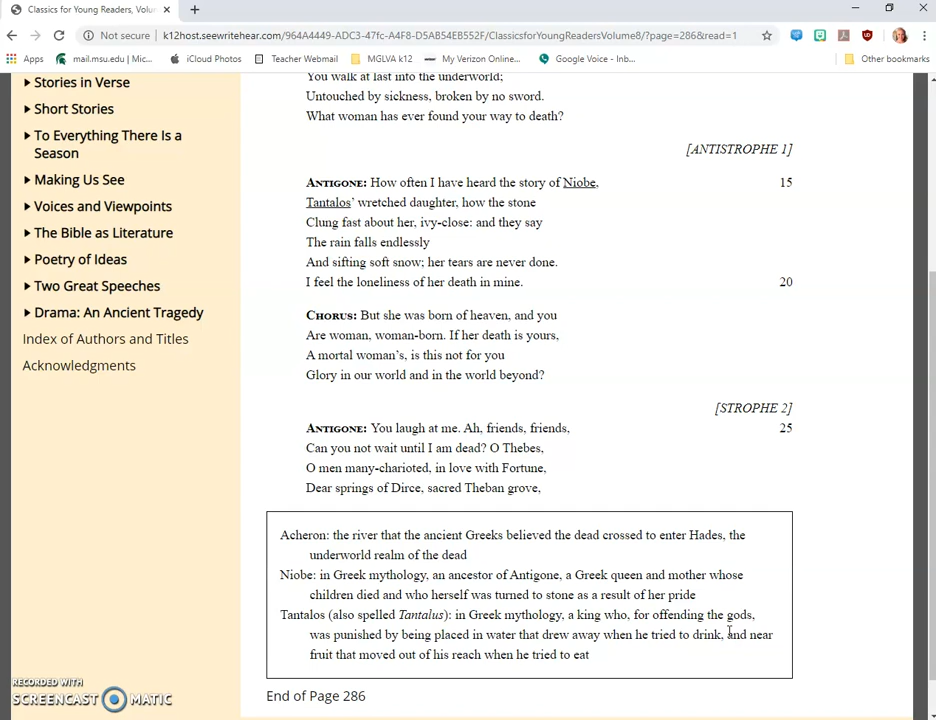 Classics for Young Readers, Volum
Not secure
k12host.seewritehear.com/964A4449-ADC3-47fc-A4F8-D5AB54EB552F/ClassicsforYoungReadersVolume8/?page=286&read=1
Apps
mail.msu.edu | Mic...
iCloud Photos
Teacher Webmail
MGLVA k12
My Verizon Online...
Google Voice - Inb...
Other bookmarks
Stories in Verse
Short Stories
To Everything There Is a
Season
Making Us See
Voices and Viewpoints
The Bible as Literature
Poetry of Ideas
Two Great Speeches
Drama: An Ancient Tragedy
Index of Authors and Titles
Acknowledgments
You walk at last into the underworld;
Untouched by sickness, broken by no sword.
What woman has ever found your way to death?
[ANTISTROPHE 1]
ANTIGONE: How often I have heard the story of Niobe, 15
Tantalos' wretched daughter, how the stone
Clung fast about her, ivy-close: and they say
The rain falls endlessly
And sifting soft snow; her tears are never done.
I feel the loneliness of her death in mine. 20
CHORUS: But she was born of heaven, and you
Are woman, woman-born. If her death is yours,
A mortal woman's, is this not for you
Glory in our world and in the world beyond?
[STROPHE 2]
ANTIGONE: You laugh at me. Ah, friends, friends, 25
Can you not wait until I am dead? O Thebes,
O men many-charioted, in love with Fortune,
Dear springs of Dirce, sacred Theban grove,
Acheron: the river that the ancient Greeks believed the dead crossed to enter Hades, the
underworld realm of the dead
Niobe: in Greek mythology, an ancestor of Antigone, a Greek queen and mother whose
children died and who herself was turned to stone as a result of her pride
Tantalos (also spelled Tantalus): in Greek mythology, a king who, for offending the gods,
was punished by being placed in water that drew away when he tried to drink, and near
fruit that moved out of his reach when he tried to eat
End of Page 286
RECORDED WITH
SCREENCAST MATIC